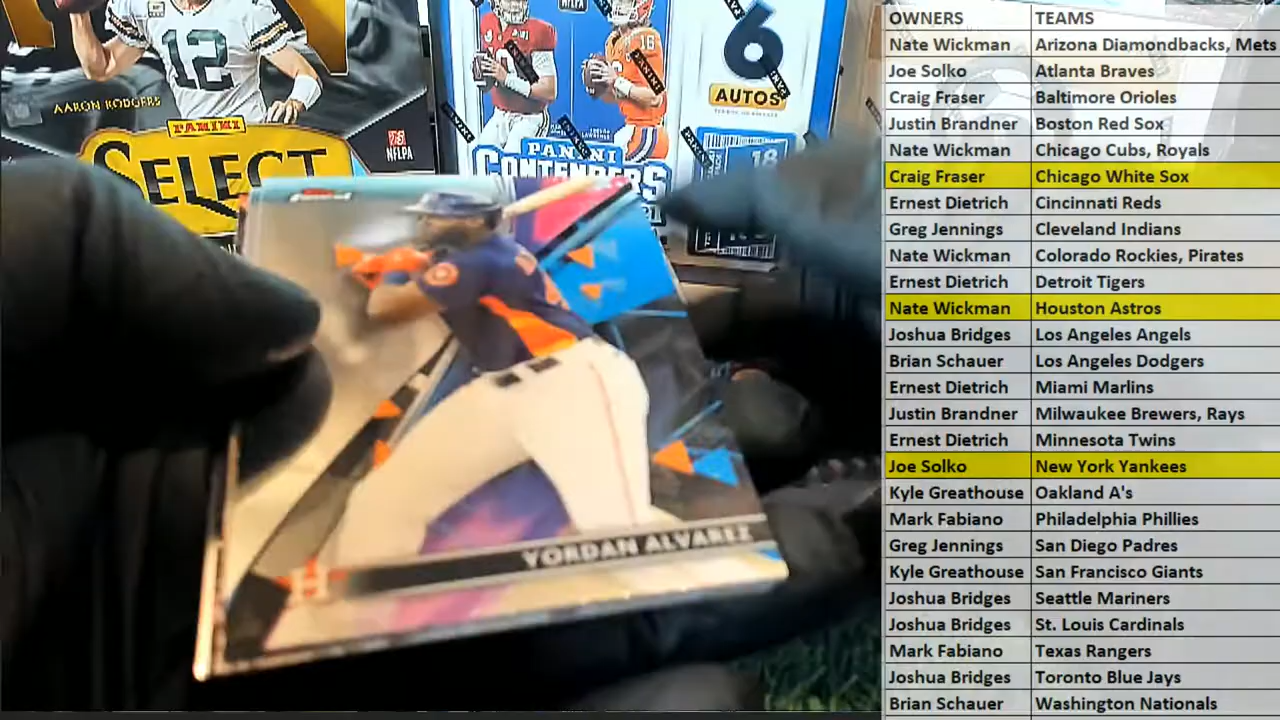 12
AARON RODGERS
PANINI
SELECT
NFLPA
NFLPA
16
PANINI
CONTENDERS
6
AUTOS
18
YORDAN ALVAREZ
OWNERS TEAMS
Nate Wickman Arizona Diamondbacks, Mets
Joe Solko Atlanta Braves
Craig Fraser Baltimore Orioles
Justin Brandner Boston Red Sox
Nate Wickman Chicago Cubs, Royals
Craig Fraser Chicago White Sox
Ernest Dietrich Cincinnati Reds
Greg Jennings Cleveland Indians
Nate Wickman Colorado Rockies, Pirates
Ernest Dietrich Detroit Tigers
Nate Wickman Houston Astros
Joshua Bridges Los Angeles Angels
Brian Schauer Los Angeles Dodgers
Ernest Dietrich Miami Marlins
Justin Brandner Milwaukee Brewers, Rays
Ernest Dietrich Minnesota Twins
Joe Solko New York Yankees
Kyle Greathouse Oakland A's
Mark Fabiano Philadelphia Phillies
Greg Jennings San Diego Padres
Kyle Greathouse San Francisco Giants
Joshua Bridges Seattle Mariners
Joshua Bridges St. Louis Cardinals
Mark Fabiano Texas Rangers
Joshua Bridges Toronto Blue Jays
Brian Schauer Washington Nationals